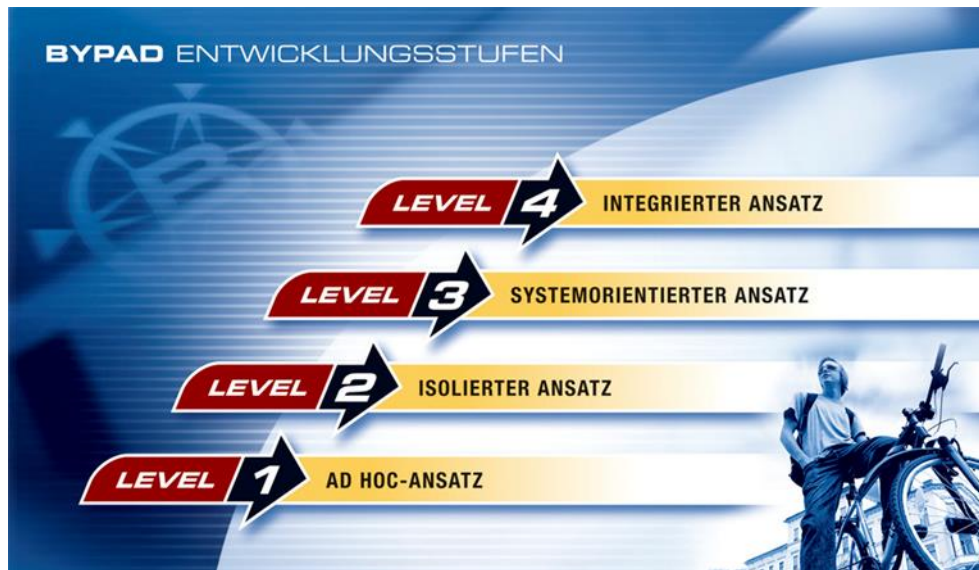 BYPAD ENTWICKLUNGSSTUFEN
LEVEL 4 INTEGRIERTER ANSATZ
LEVEL 3 SYSTEMORIENTIERTER ANSATZ
LEVEL 2 ISOLIERTER ANSATZ
LEVEL 1 AD HOC-ANSATZ